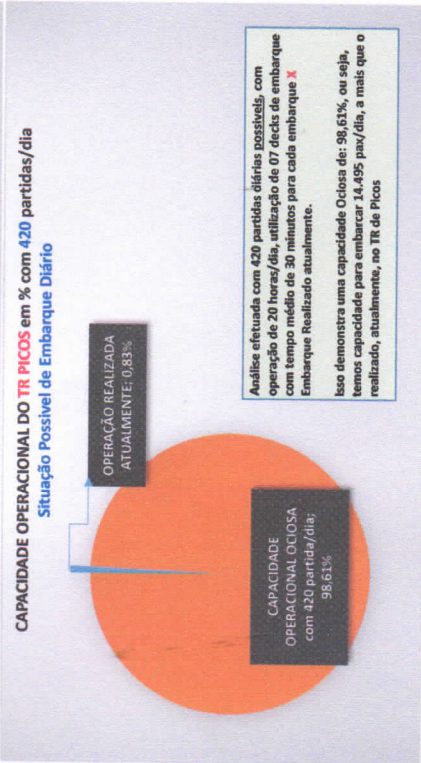 CAPACIDADE OPERACIONAL DO TR PICOS em % com 420 partidas/dia
Situação Possivel de Embarque Diário
OPERAÇÃO REALIZADA
ATUALMENTE; 0,83%
CAPACIDADE
OPERACIONAL OCIOSA
com 420 partida/dia;
98,61%
Análise efetuada com 420 partidas diárias possivels, com
operação de 20 horas/dia, utilização de 07 decks de embarque
com tempo médio de 30 minutos para cada embarque X
Embarque Realizado atualmente.
Isso demonstra uma capacidade Ociosa de: 98,61%, ou seja,
temos capacidade para embarcar 14.495 pax/dia, a mais que o
realizado, atualmente, no TR de Picos